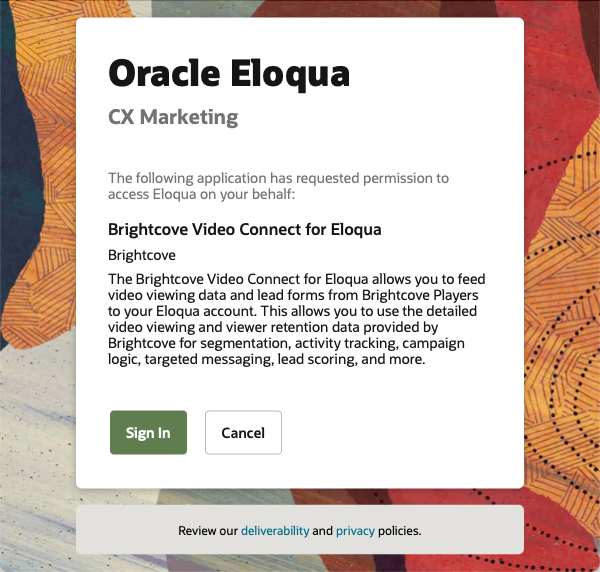 Oracle Eloqua
CX Marketing
The following application has requested permission to
access Eloqua on your behalf:
Brightcove Video Connect for Eloqua
Brightcove
The Brightcove Video Connect for Eloqua allows you to feed
video viewing data and lead forms from Brightcove Players
to your Eloqua account. This allows you to use the detailed
video viewing and viewer retention data provided by
Brightcove for segmentation, activity tracking, campaign
logic, targeted messaging, lead scoring, and more.
Sign In
Cancel
Review our deliverability and privacy policies.